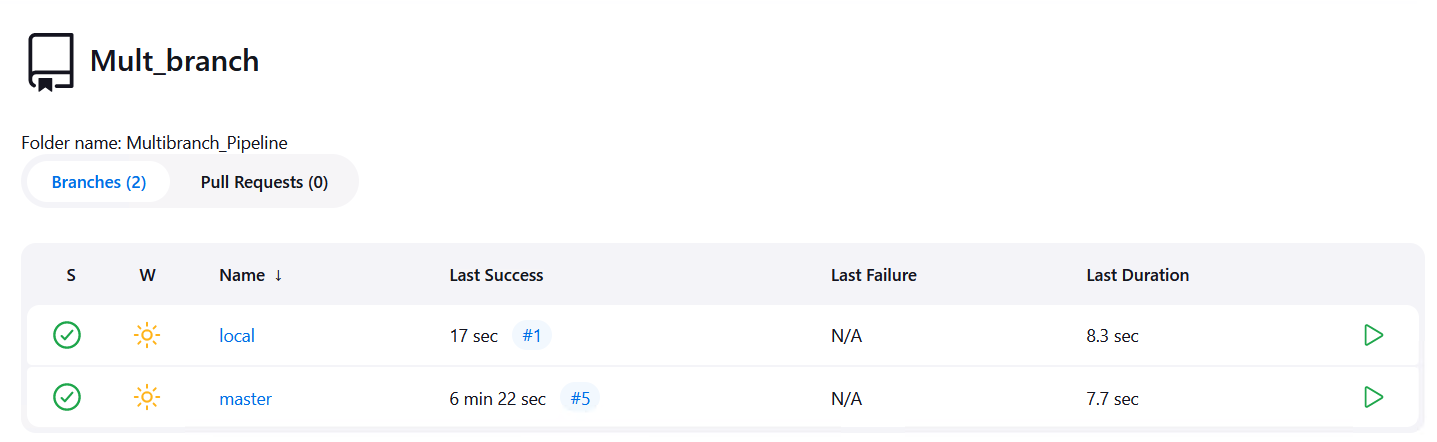 Mult_branch
Folder name: Multibranch_Pipeline
Branches (2) Pull Requests (0)
S W Name ↓ Last Success Last Failure Last Duration
local 17 sec #1 N/A 8.3 sec
master 6 min 22 sec #5 N/A 7.7 sec